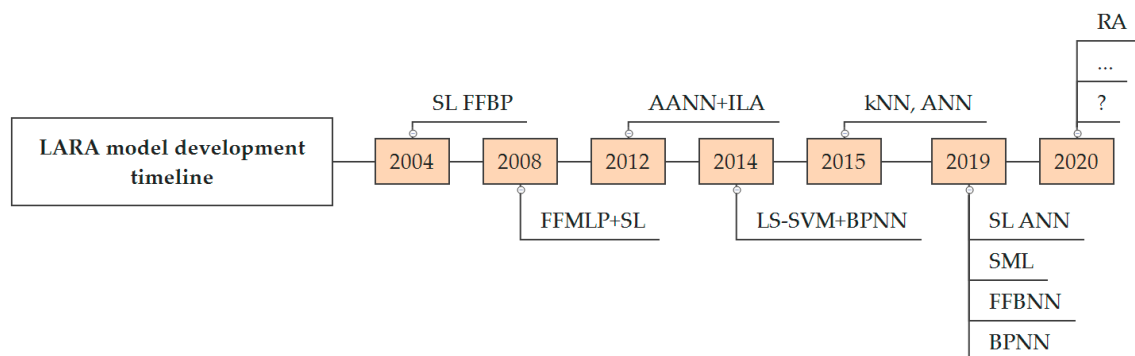 RA
...
SL FFBP
AANN+ILA
kNN, ANN
?
LARA model development
timeline
2004
2008
2012
2014
2015
2019
2020
FFMLP+SL
LS-SVM+BPNN
SL ANN
SML
FFBNN
BPNN